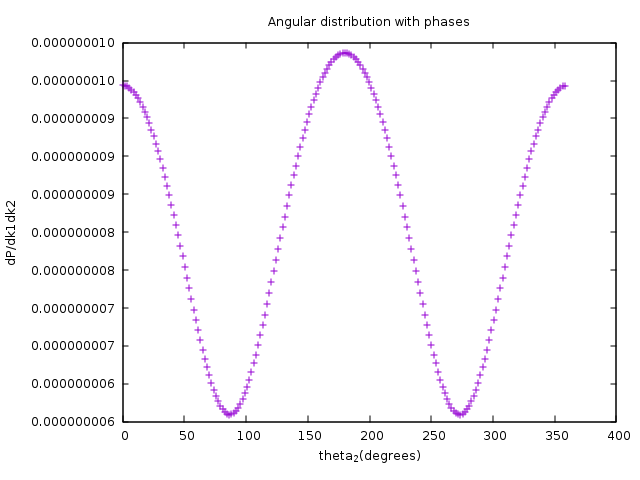 Angular distribution with phases
0.000000010
0.000000010
0.000000009
0.000000009
0.000000009
0.000000008
0.000000008
0.000000007
0.000000007
0.000000006
0.000000006
dP/dk1dk2
0 50 100 150 200 250 300 350 400
theta₂(degrees)